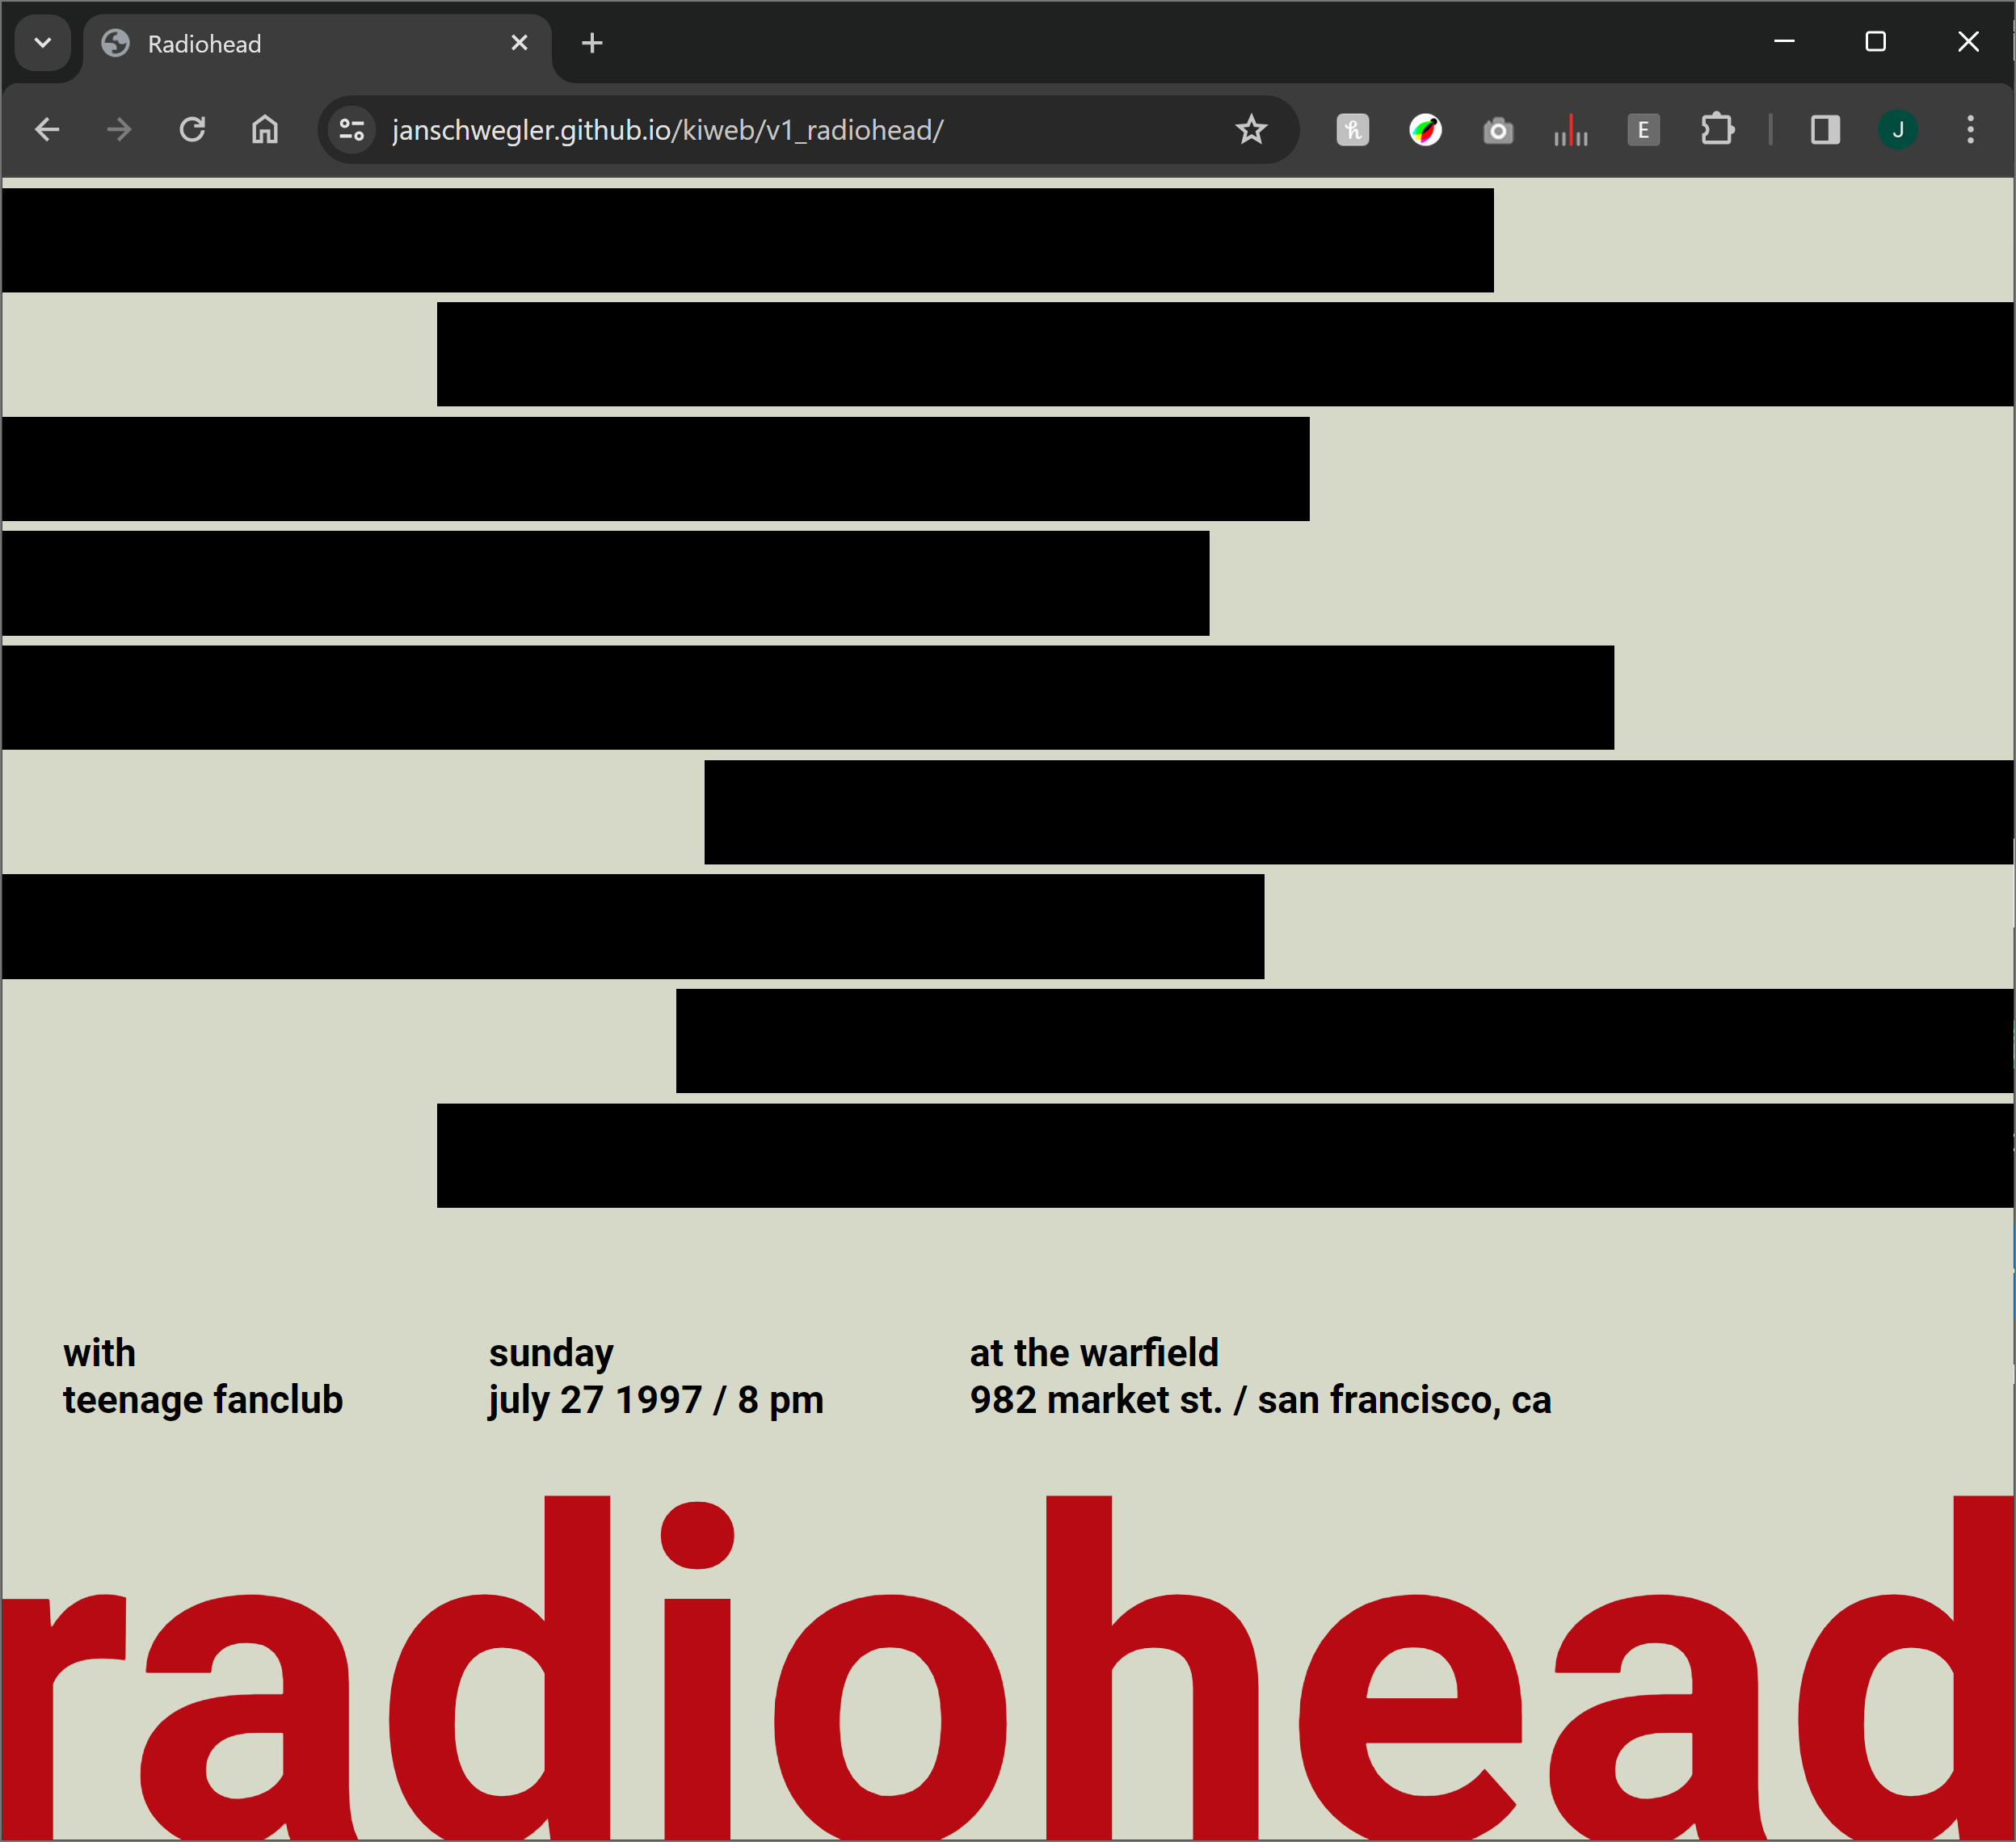 Radiohead
janschwegler.github.io/kiweb/v1_radiohead/
E
J
with
teenage fanclub
sunday
july 27 1997 / 8 pm
at the warfield
982 market st. / san francisco, ca
radiohead